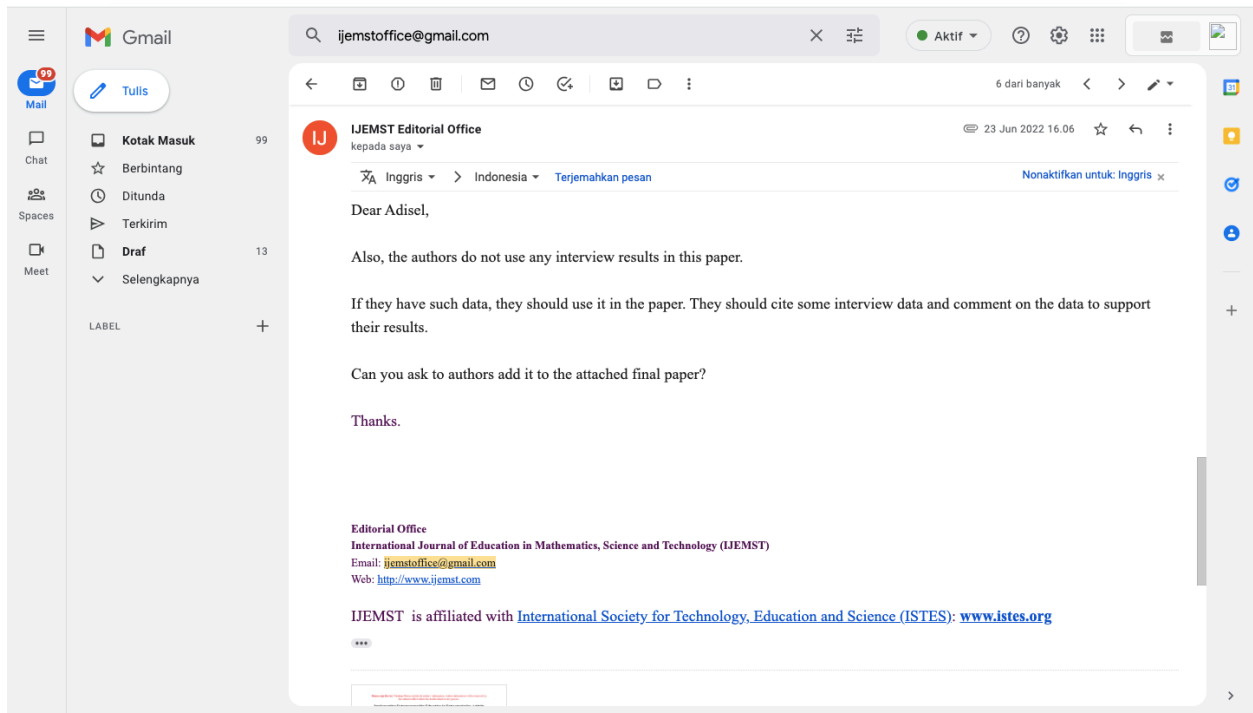 Gmail
ijemstoffice@gmail.com
Aktif
99
Mail
Tulis
6 dari banyak
31
IJEMST Editorial Office
23 Jun 2022 16.06
IJ
kepada saya
Chat
Kotak Masuk 99
Berbintang
Inggris > Indonesia Terjemahkan pesan Nonaktifkan untuk: Inggris x
Ditunda
Spaces
Terkirim
Dear Adisel,
Draf 13
Also, the authors do not use any interview results in this paper.
Meet
Selengkapnya
If they have such data, they should use it in the paper. They should cite some interview data and comment on the data to support
their results.
LABEL
Can you ask to authors add it to the attached final paper?
Thanks.
Editorial Office
International Journal of Education in Mathematics, Science and Technology (IJEMST)
Email: ijemstoffice@gmail.com
Web: http://www.ijemst.com
IJEMST is affiliated with International Society for Technology, Education and Science (ISTES): www.istes.org